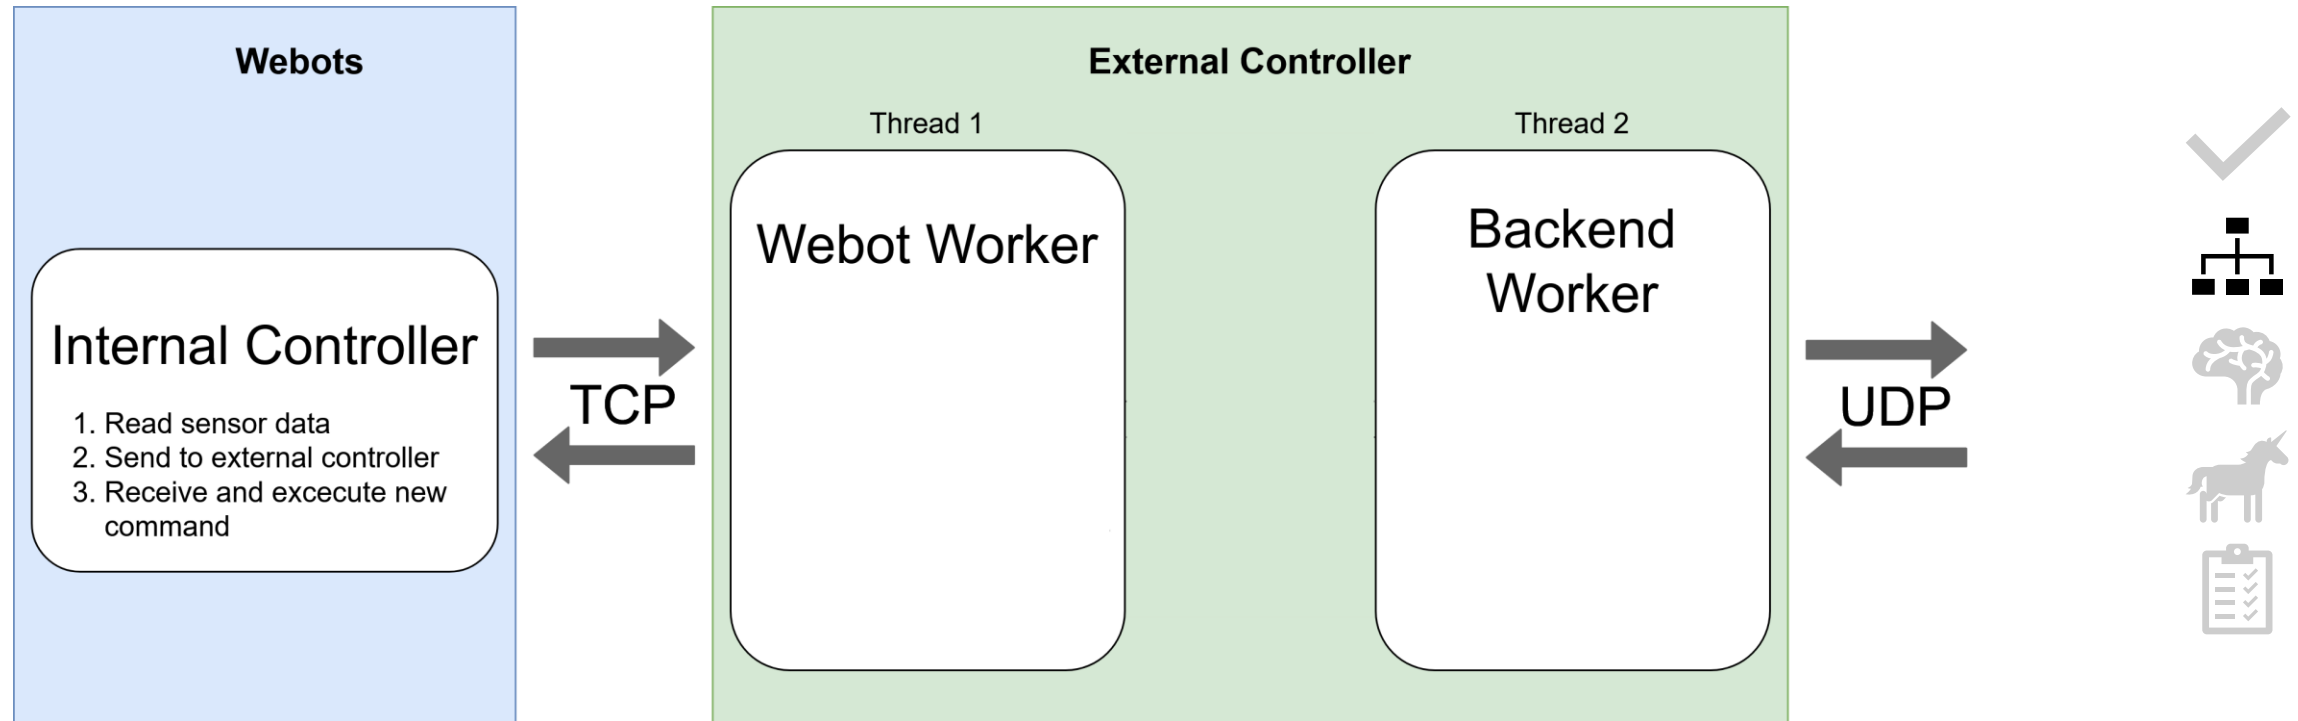 Webots
Internal Controller
1. Read sensor data
2. Send to external controller
3. Receive and excecute new
command
TCP
External Controller
Thread 1
Webot Worker
Thread 2
Backend
Worker
UDP